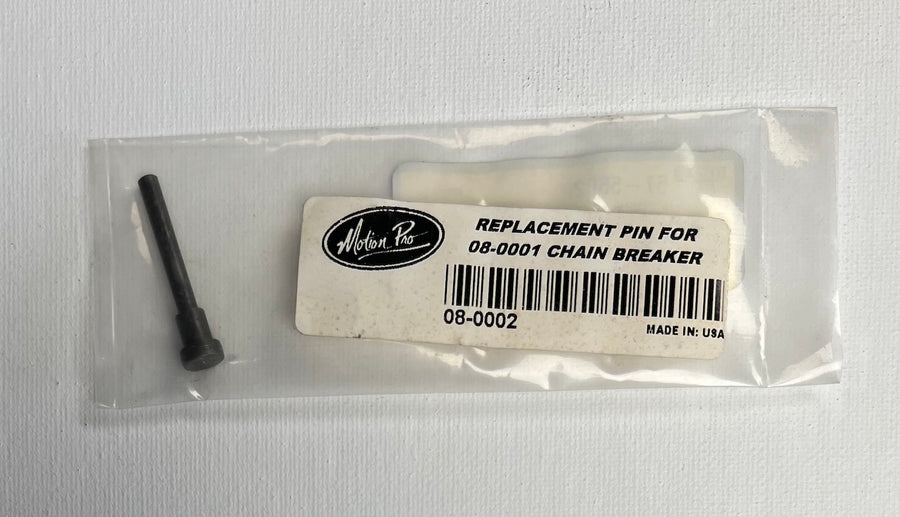 Motion Pro
REPLACEMENT PIN FOR
08-0001 CHAIN BREAKER
08-0002
MADE IN: USA